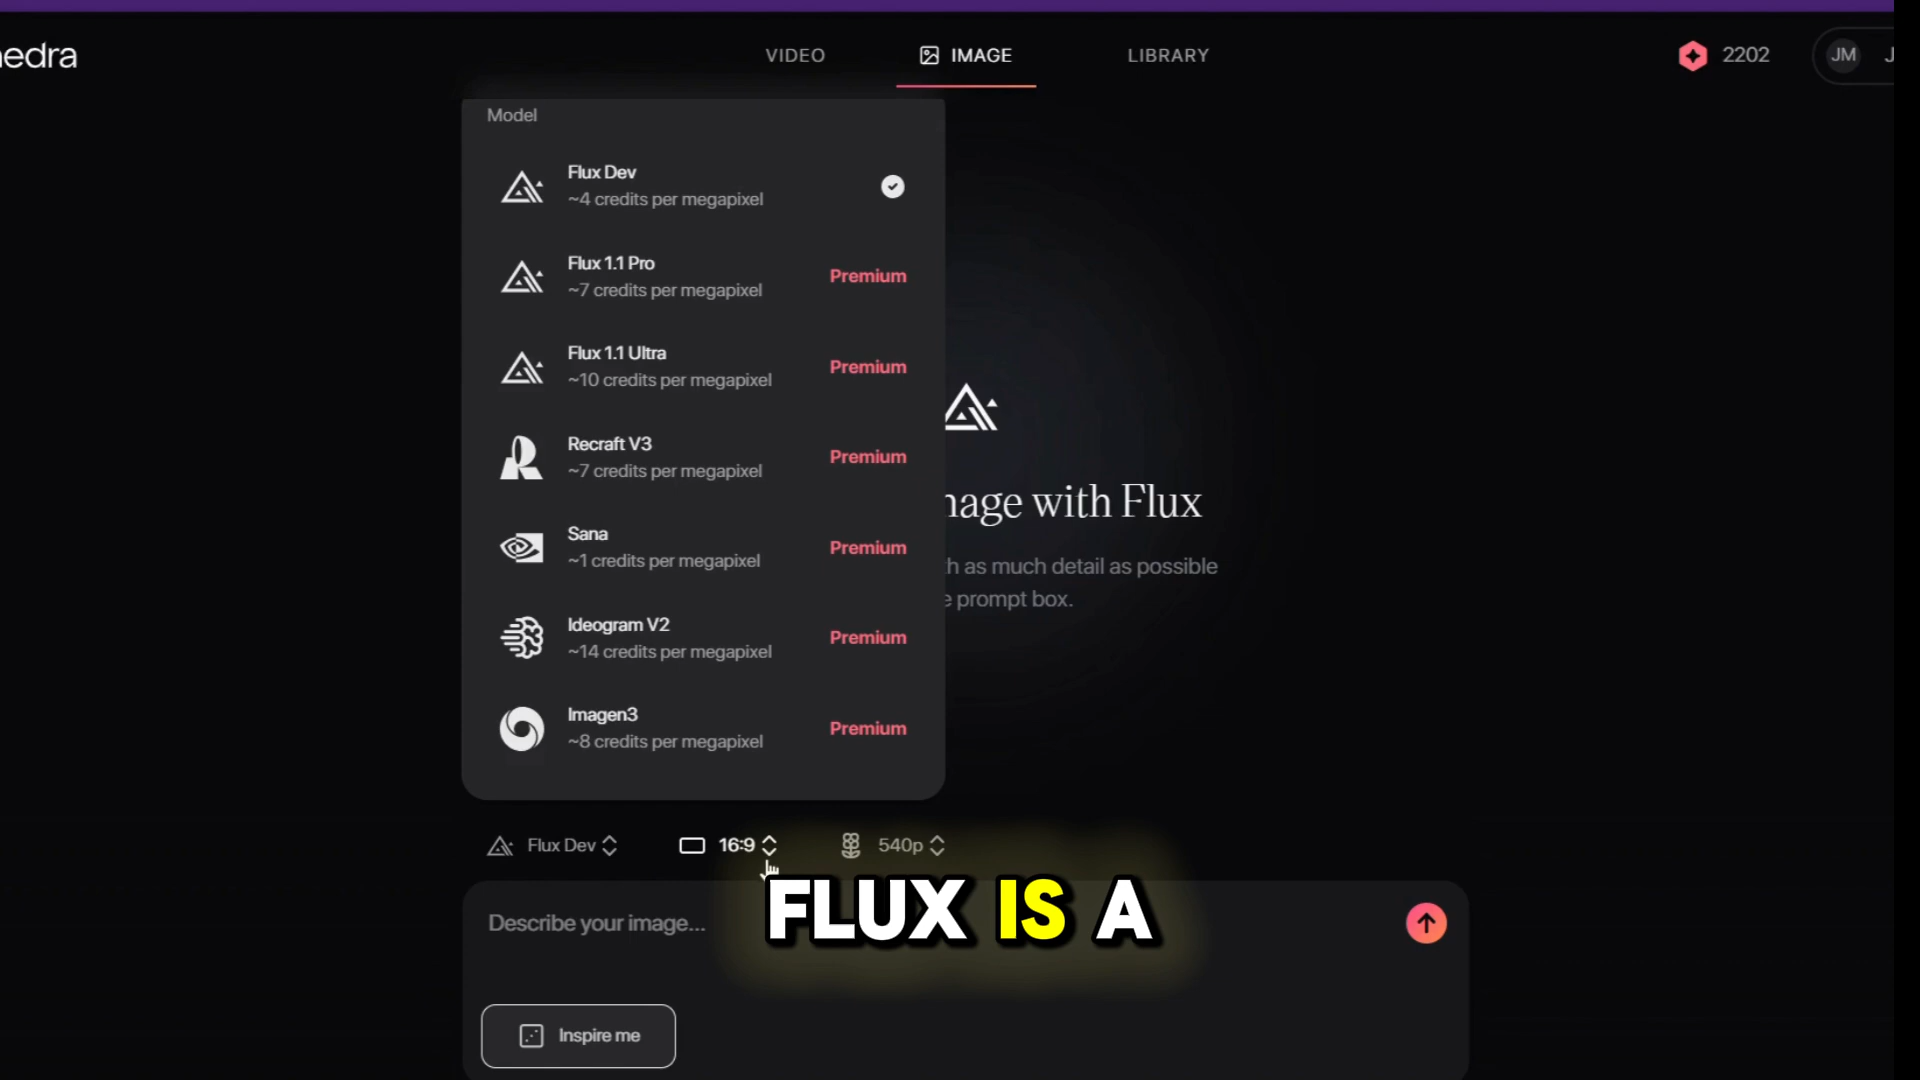 nedra
VIDEO
IMAGE
LIBRARY
2202
JM
J
Model
Flux Dev
~4 credits per megapixel
Flux 1.1 Pro
~7 credits per megapixel
Premium
Flux 1.1 Ultra
~10 credits per megapixel
Premium
Recraft V3
~7 credits per megapixel
Premium
Sana
~1 credits per megapixel
Premium
Ideogram V2
~14 credits per megapixel
Premium
Imagen3
~8 credits per megapixel
Premium
nage with Flux
h as much detail as possible
e prompt box.
Flux Dev
16:9
540p
Describe your image...
FLUX IS A
Inspire me